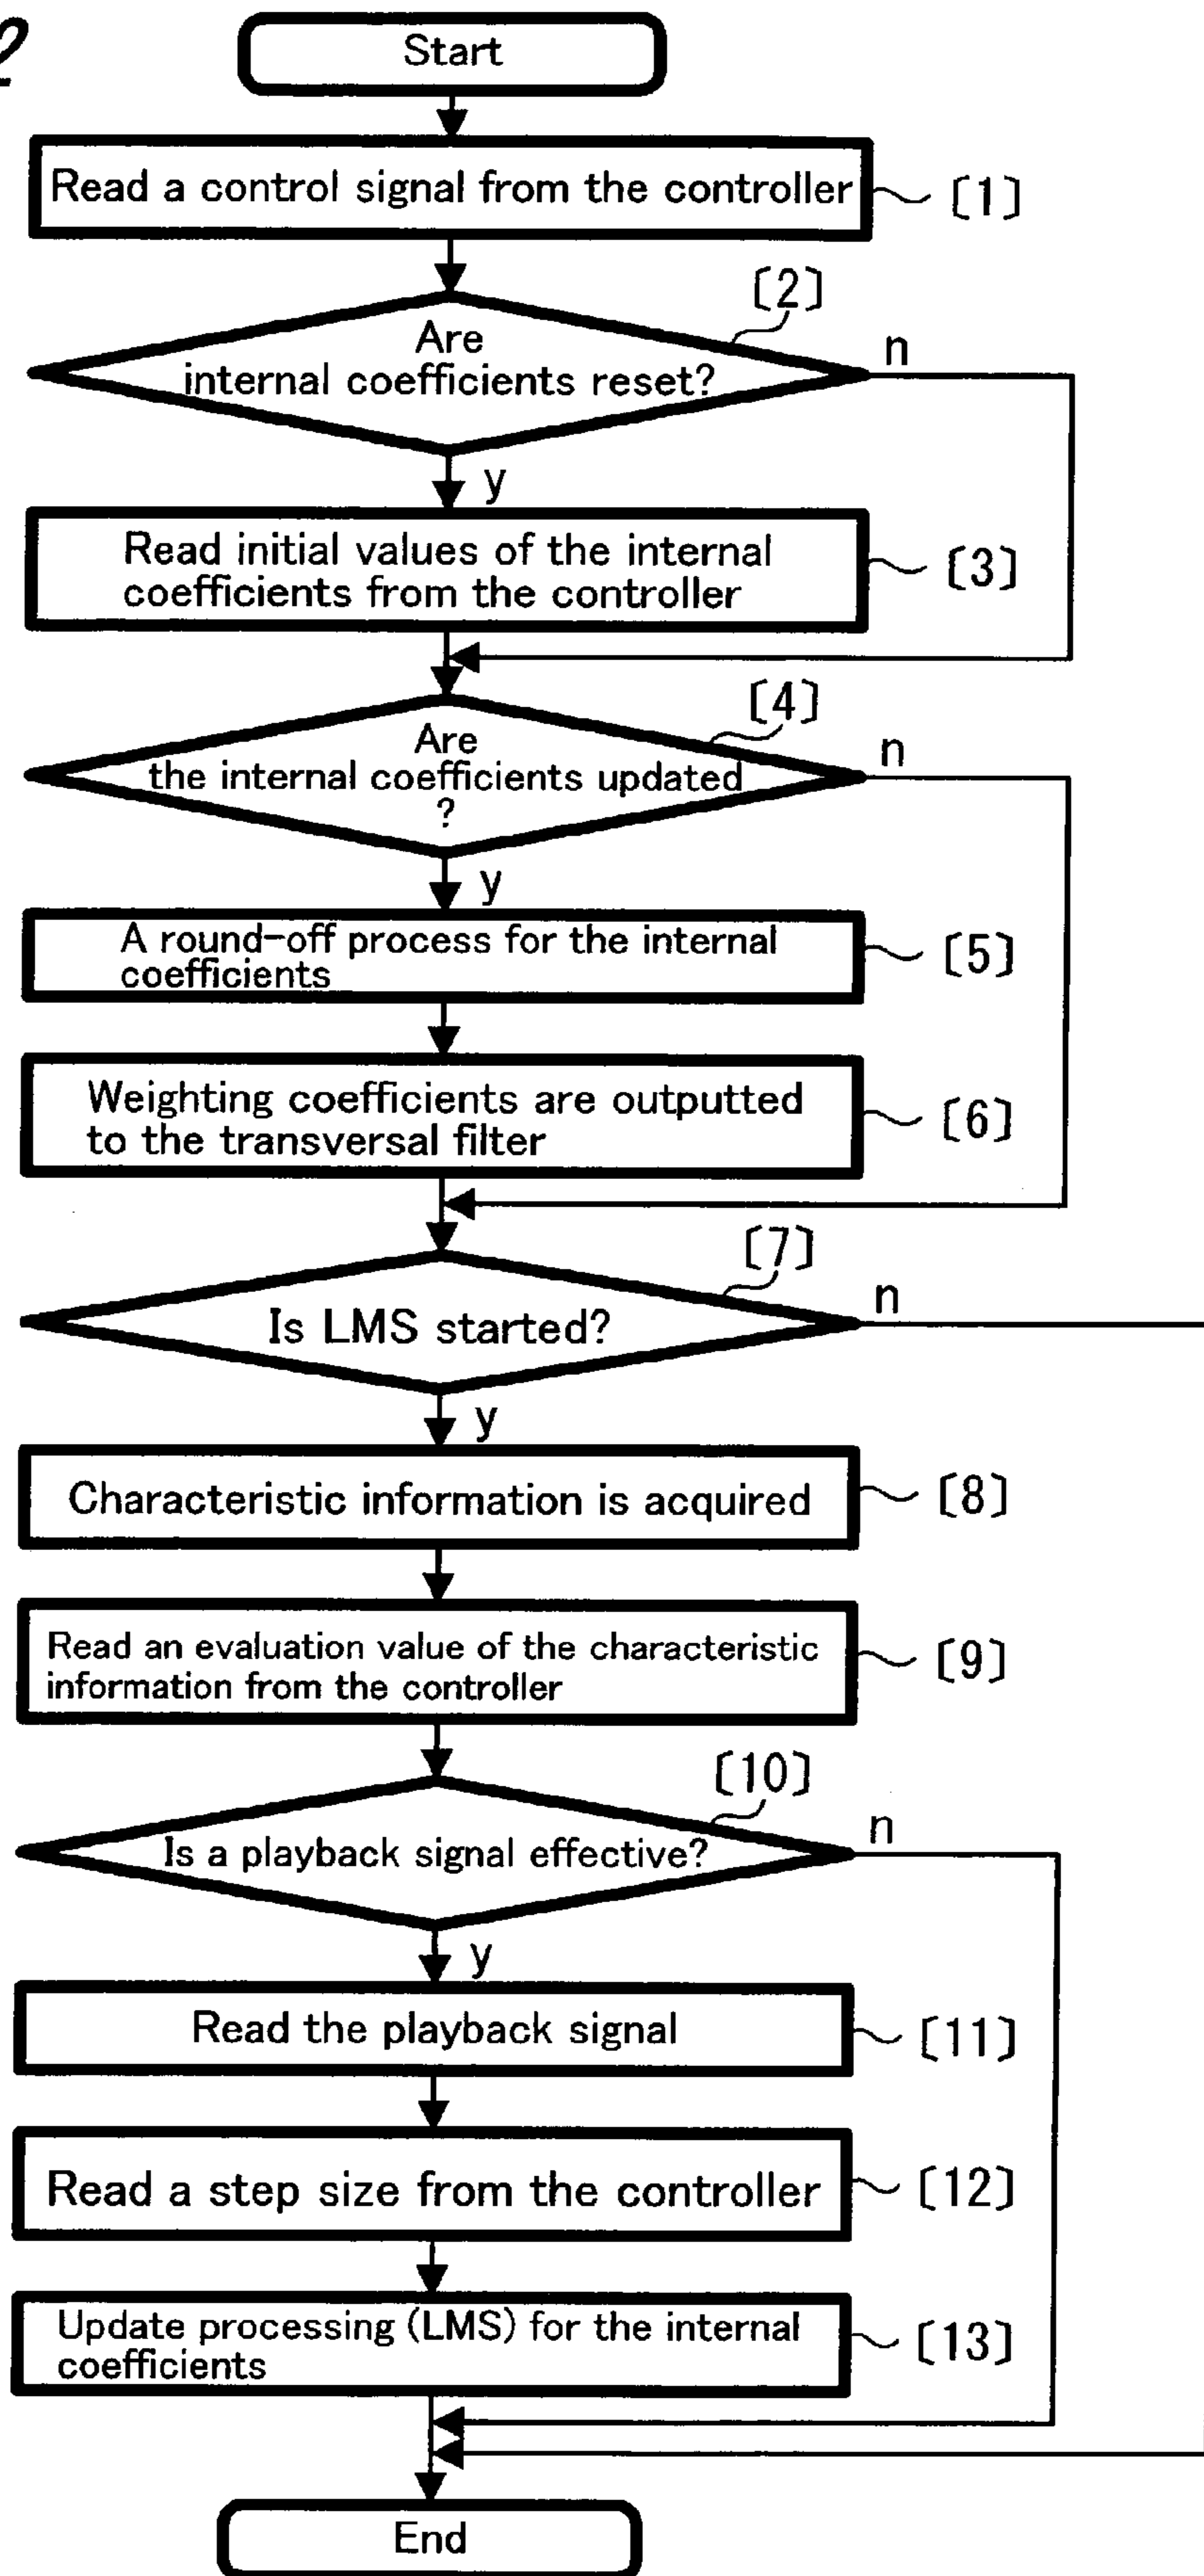 2
Start
Read a control signal from the controller
[1]
[2]
Are
internal coefficients reset?
n
y
Read initial values of the internal
coefficients from the controller
[3]
[4]
Are
the internal coefficients updated
?
n
y
A round-off process for the internal
coefficients
[5]
Weighting coefficients are outputted
to the transversal filter
[6]
[7]
Is LMS started?
n
y
Characteristic information is acquired
[8]
Read an evaluation value of the characteristic
information from the controller
[9]
[10]
Is a playback signal effective?
n
y
Read the playback signal
[11]
Read a step size from the controller
[12]
Update processing (LMS) for the internal
coefficients
[13]
End